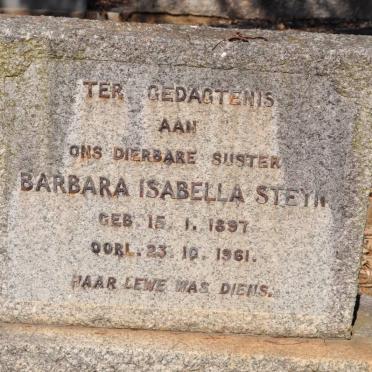 TER GEDAGTENIS
AAN
ONS DIERBARE SUSTER
BARBARA ISABELLA STEYN
GEB. 15. 1. 1897
OORL. 23. 10. 1961.
HAAR LEWE WAS DIENS.